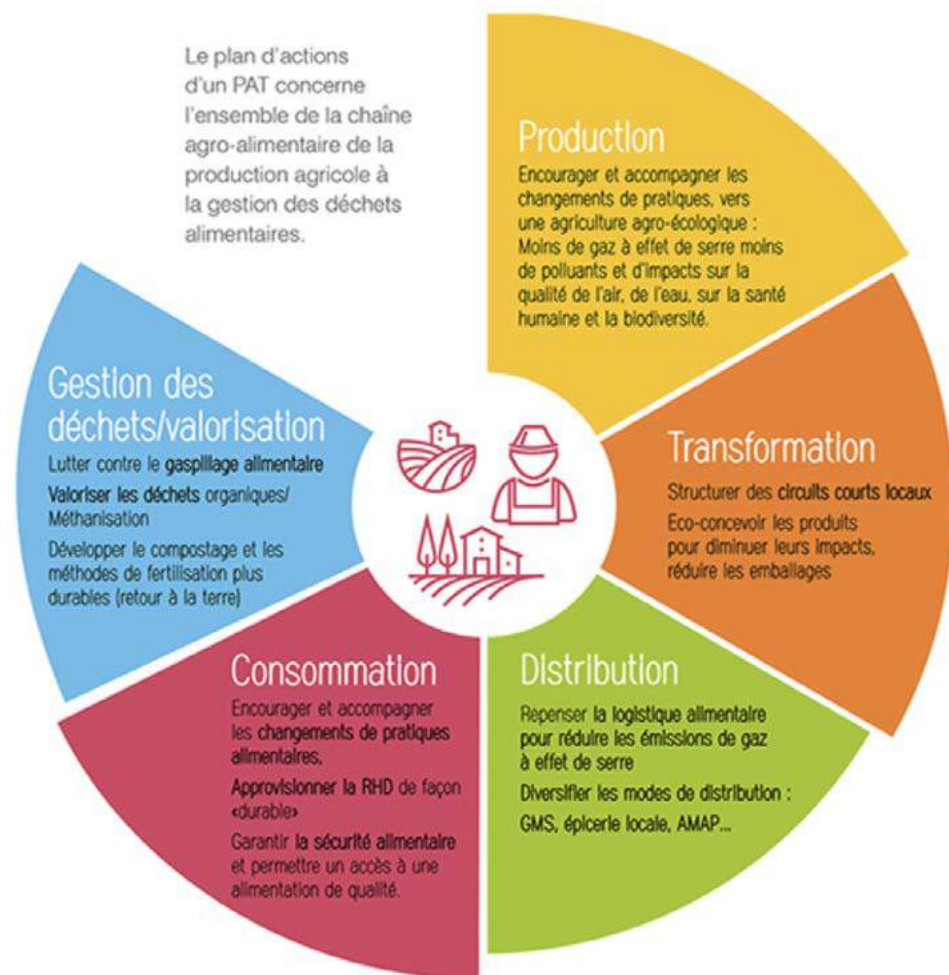 Le plan d'actions
d'un PAT concerne
l'ensemble de la chaîne
agro-alimentaire de la
production agricole à
la gestion des déchets
alimentaires.
Production
Encourager et accompagner les
changements de pratiques, vers
une agriculture agro-écologique :
Moins de gaz à effet de serre moins
de polluants et d'impacts sur la
qualité de l'air, de l'eau, sur la santé
humaine et la biodiversité.
Transformation
Structurer des circuits courts locaux
Eco-concevoir les produits
pour diminuer leurs impacts,
réduire les emballages
Distribution
Repenser la logistique alimentaire
pour réduire les émissions de gaz
à effet de serre
Diversifier les modes de distribution :
GMS, épicerie locale, AMAP...
Consommation
Encourager et accompagner
les changements de pratiques
alimentaires,
Approvisionner la RHD de façon
«durable»
Garantir la sécurité alimentaire
et permettre un accès à une
alimentation de qualité.
Gestion des
déchets/valorisation
Lutter contre le gaspillage alimentaire
Valoriser les déchets organiques/
Méthanisation
Développer le compostage et les
méthodes de fertilisation plus
durables (retour à la terre)